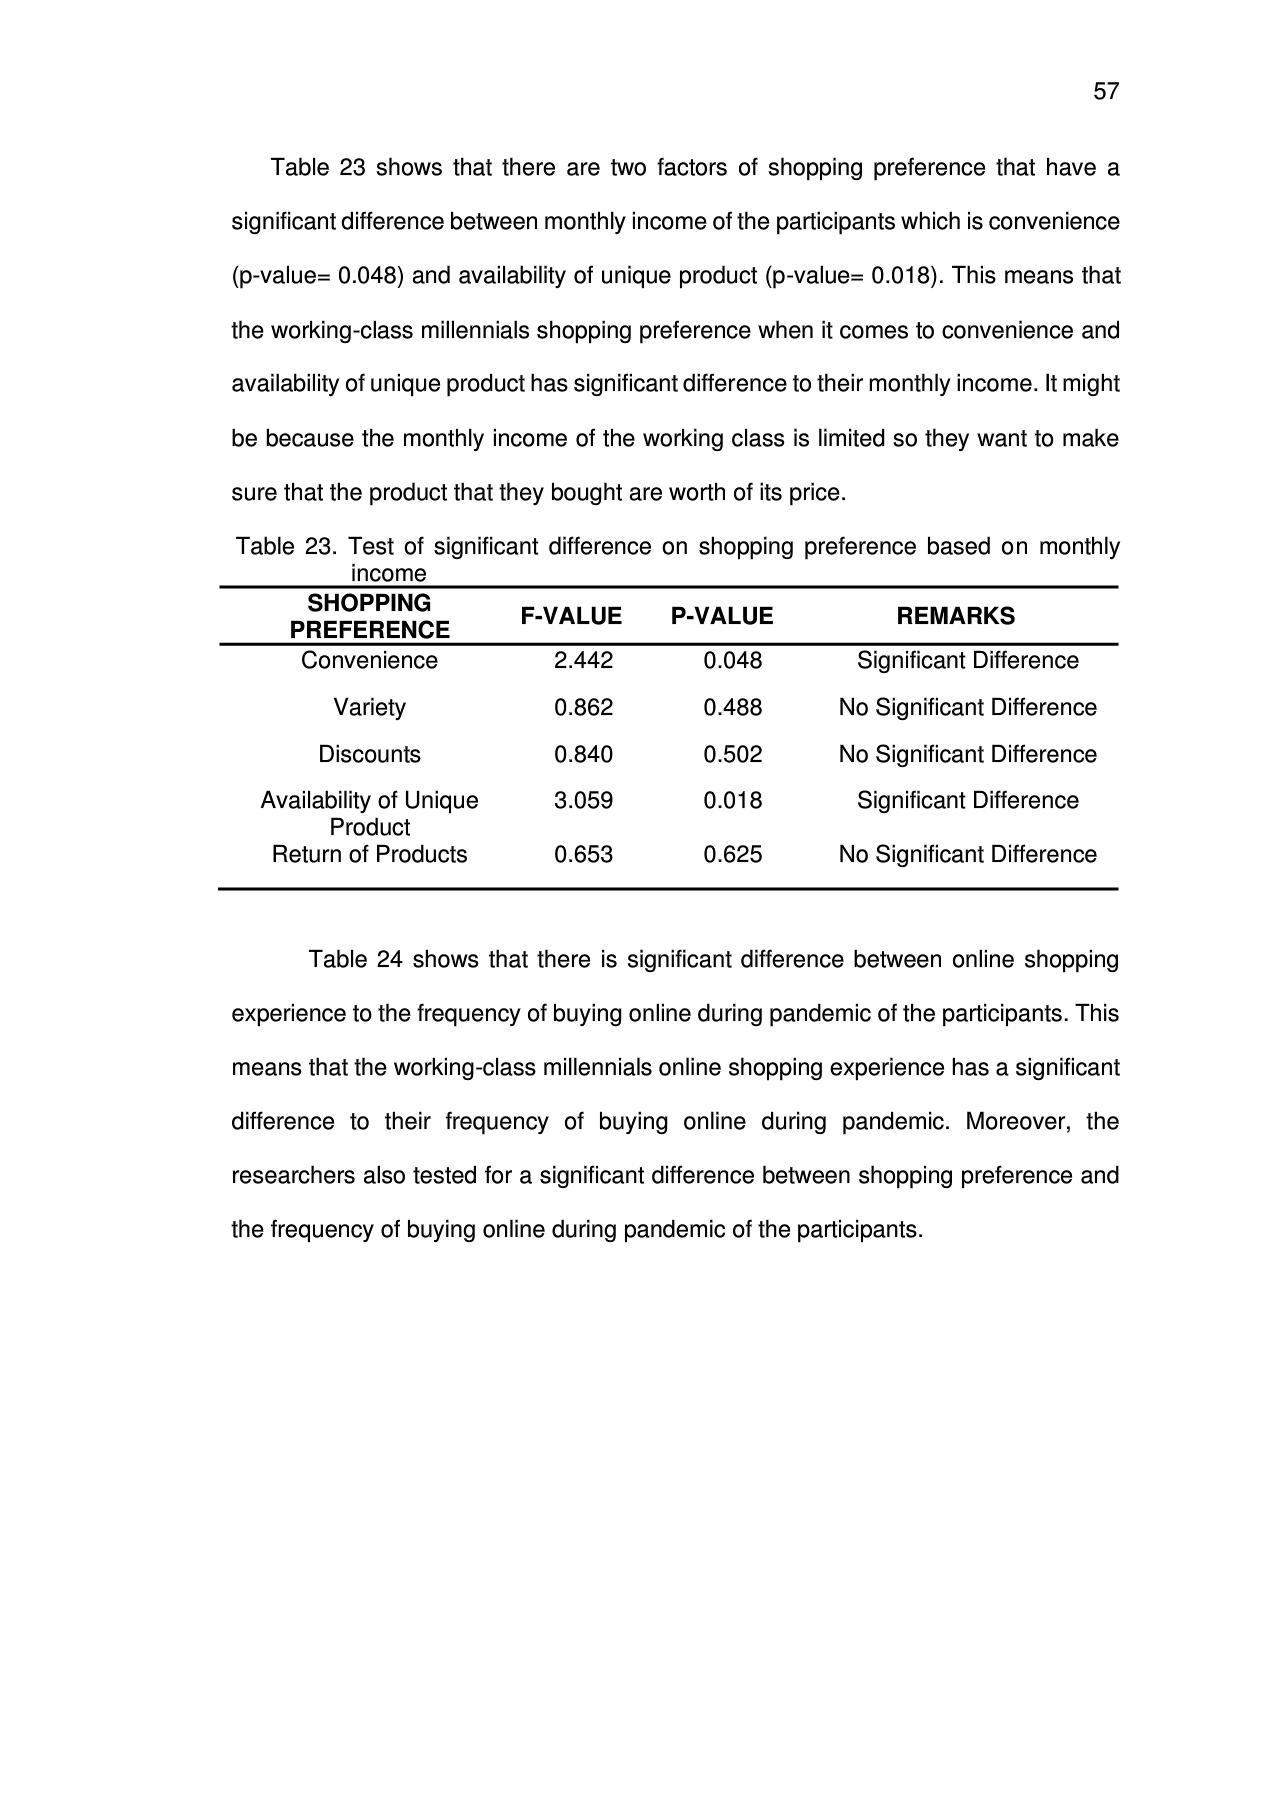 57
Table 23 shows that there are two factors of shopping preference that have a
significant difference between monthly income of the participants which is convenience
(p-value= 0.048) and availability of unique product (p-value= 0.018). This means that
the working-class millennials shopping preference when it comes to convenience and
availability of unique product has significant difference to their monthly income. It might
be because the monthly income of the working class is limited so they want to make
sure that the product that they bought are worth of its price.
Table 23. Test of significant difference on shopping preference based on monthly
income
SHOPPING
PREFERENCE F-VALUE P-VALUE REMARKS
Convenience 2.442 0.048 Significant Difference
Variety 0.862 0.488 No Significant Difference
Discounts 0.840 0.502 No Significant Difference
Availability of Unique 3.059 0.018 Significant Difference
Product
Return of Products 0.653 0.625 No Significant Difference
Table 24 shows that there is significant difference between online shopping
experience to the frequency of buying online during pandemic of the participants. This
means that the working-class millennials online shopping experience has a significant
difference to their frequency of buying online during pandemic. Moreover, the
researchers also tested for a significant difference between shopping preference and
the frequency of buying online during pandemic of the participants.